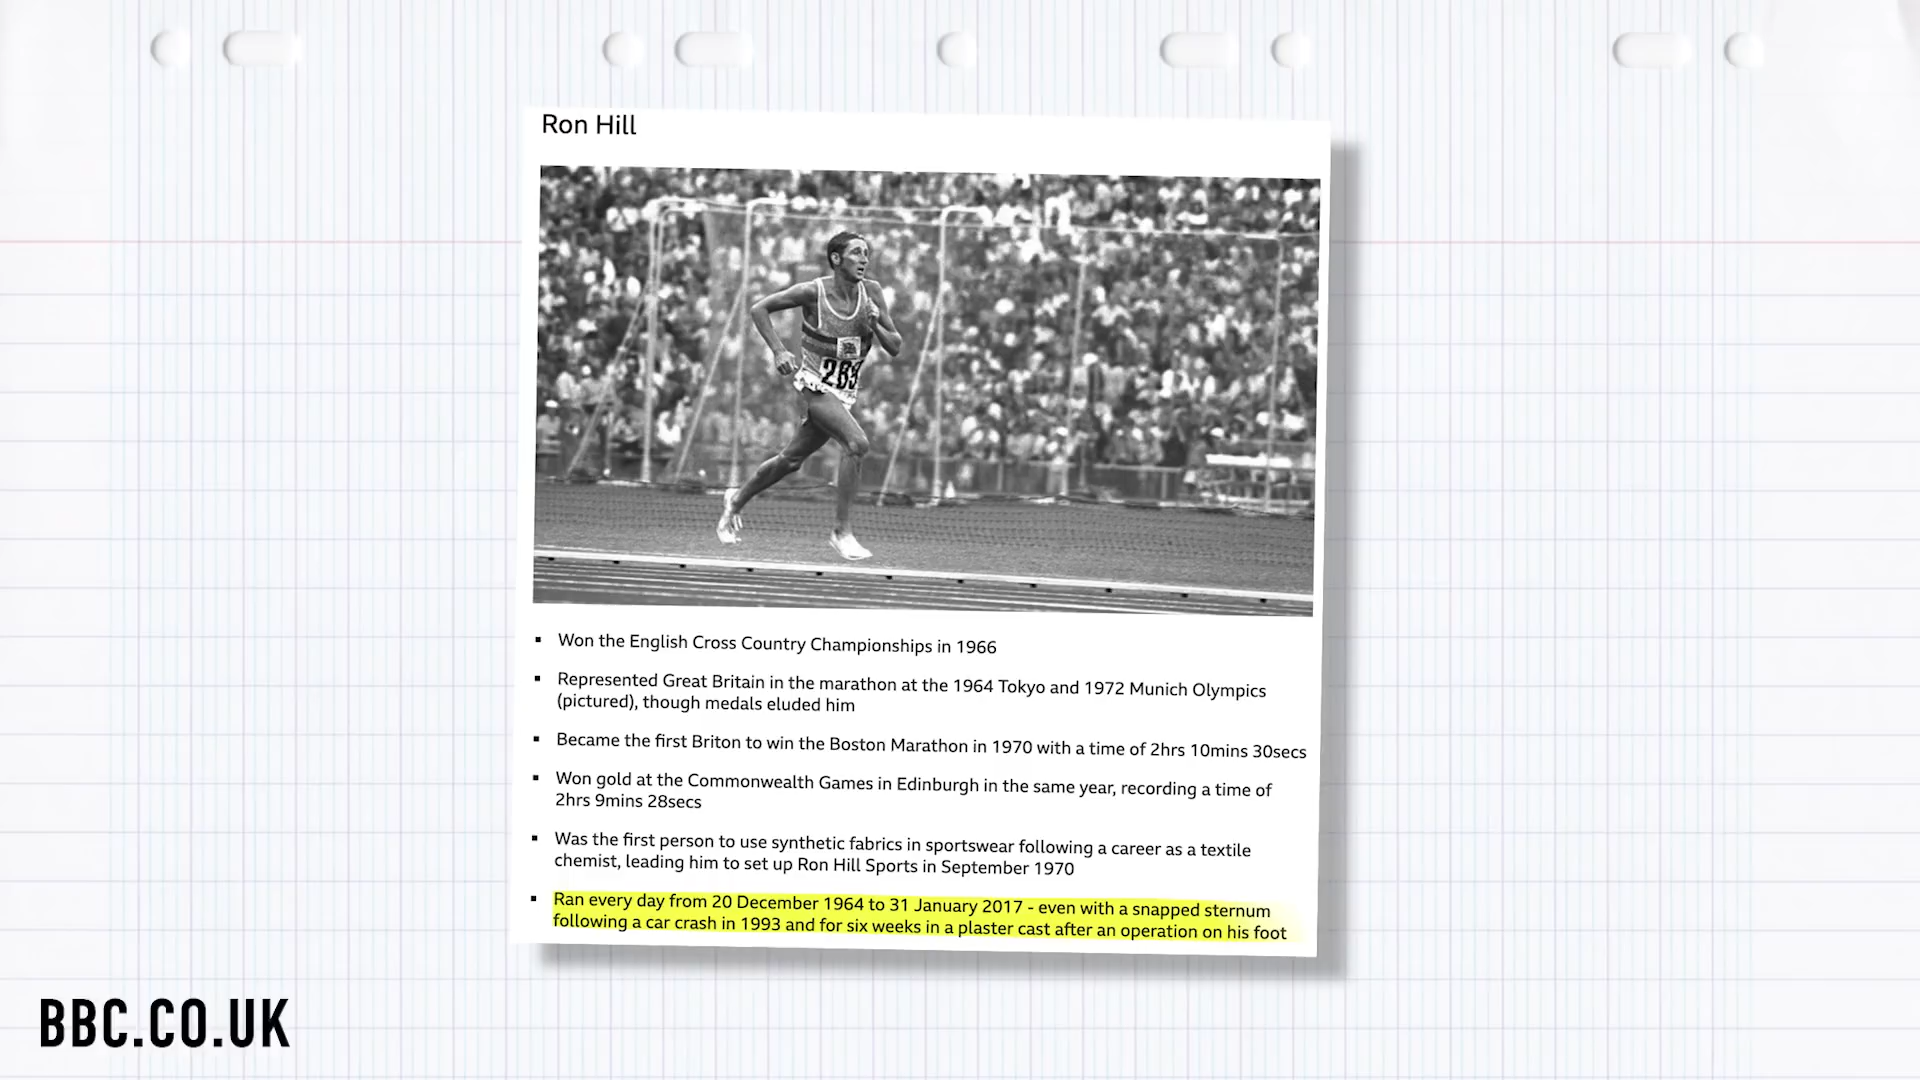 Ron Hill
289
▪ Won the English Cross Country Championships in 1966
▪ Represented Great Britain in the marathon at the 1964 Tokyo and 1972 Munich Olympics
(pictured), though medals eluded him
▪ Became the first Briton to win the Boston Marathon in 1970 with a time of 2hrs 10mins 30secs
▪ Won gold at the Commonwealth Games in Edinburgh in the same year, recording a time of
2hrs 9mins 28secs
▪ Was the first person to use synthetic fabrics in sportswear following a career as a textile
chemist, leading him to set up Ron Hill Sports in September 1970
▪ Ran every day from 20 December 1964 to 31 January 2017 - even with a snapped sternum
following a car crash in 1993 and for six weeks in a plaster cast after an operation on his foot
BBC.CO.UK